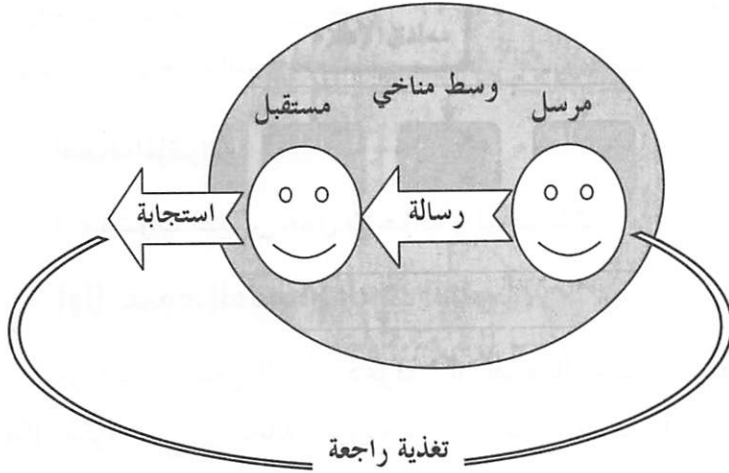 وسط مناخي
مرسل
مستقبل
رسالة
استجابة
تغذية راجعة